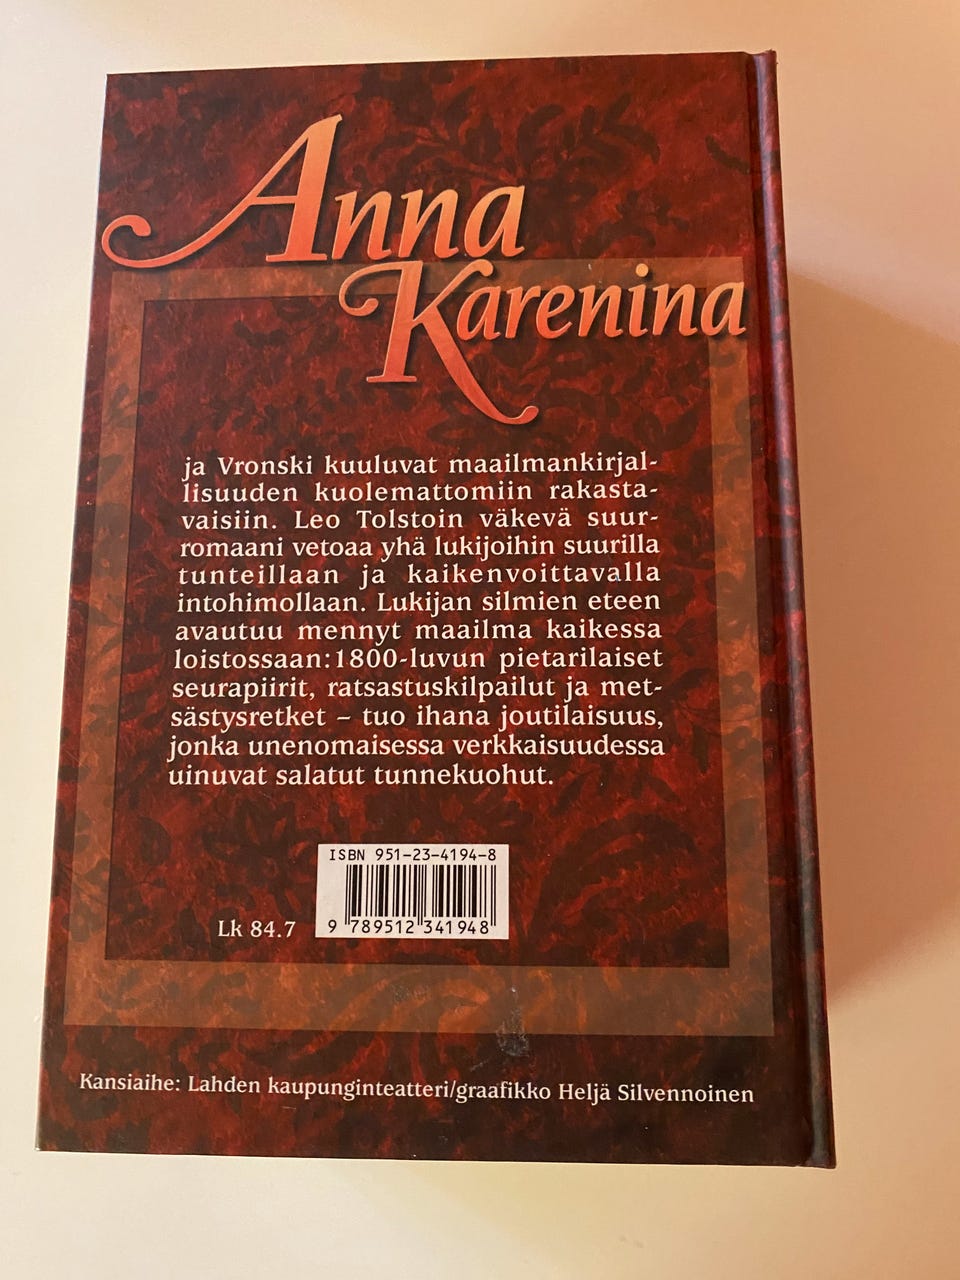 Anna
Karenina
ja Vronski kuuluvat maailmankirjal-
lisuuden kuolemattomiin rakasta-
vaisiin. Leo Tolstoin väkevä suur-
romaani vetoaa yhä lukijoihin suurilla
tunteillaan ja kaikenvoittavalla
intohimollaan. Lukijan silmien eteen
avautuu mennyt maailma kaikessa
loistossaan:1800-luvun pietarilaiset
seurapiirit, ratsastuskilpailut ja met-
sästysretket – tuo ihana joutilaisuus,
jonka unenomaisessa verkkaisuudessa
uinuvat salatut tunnekuohut.
ISBN 951-23-4194-8
Lk 84.7
9 789512 341948
Kansiaihe: Lahden kaupunginteatteri/graafikko Heljä Silvennoinen